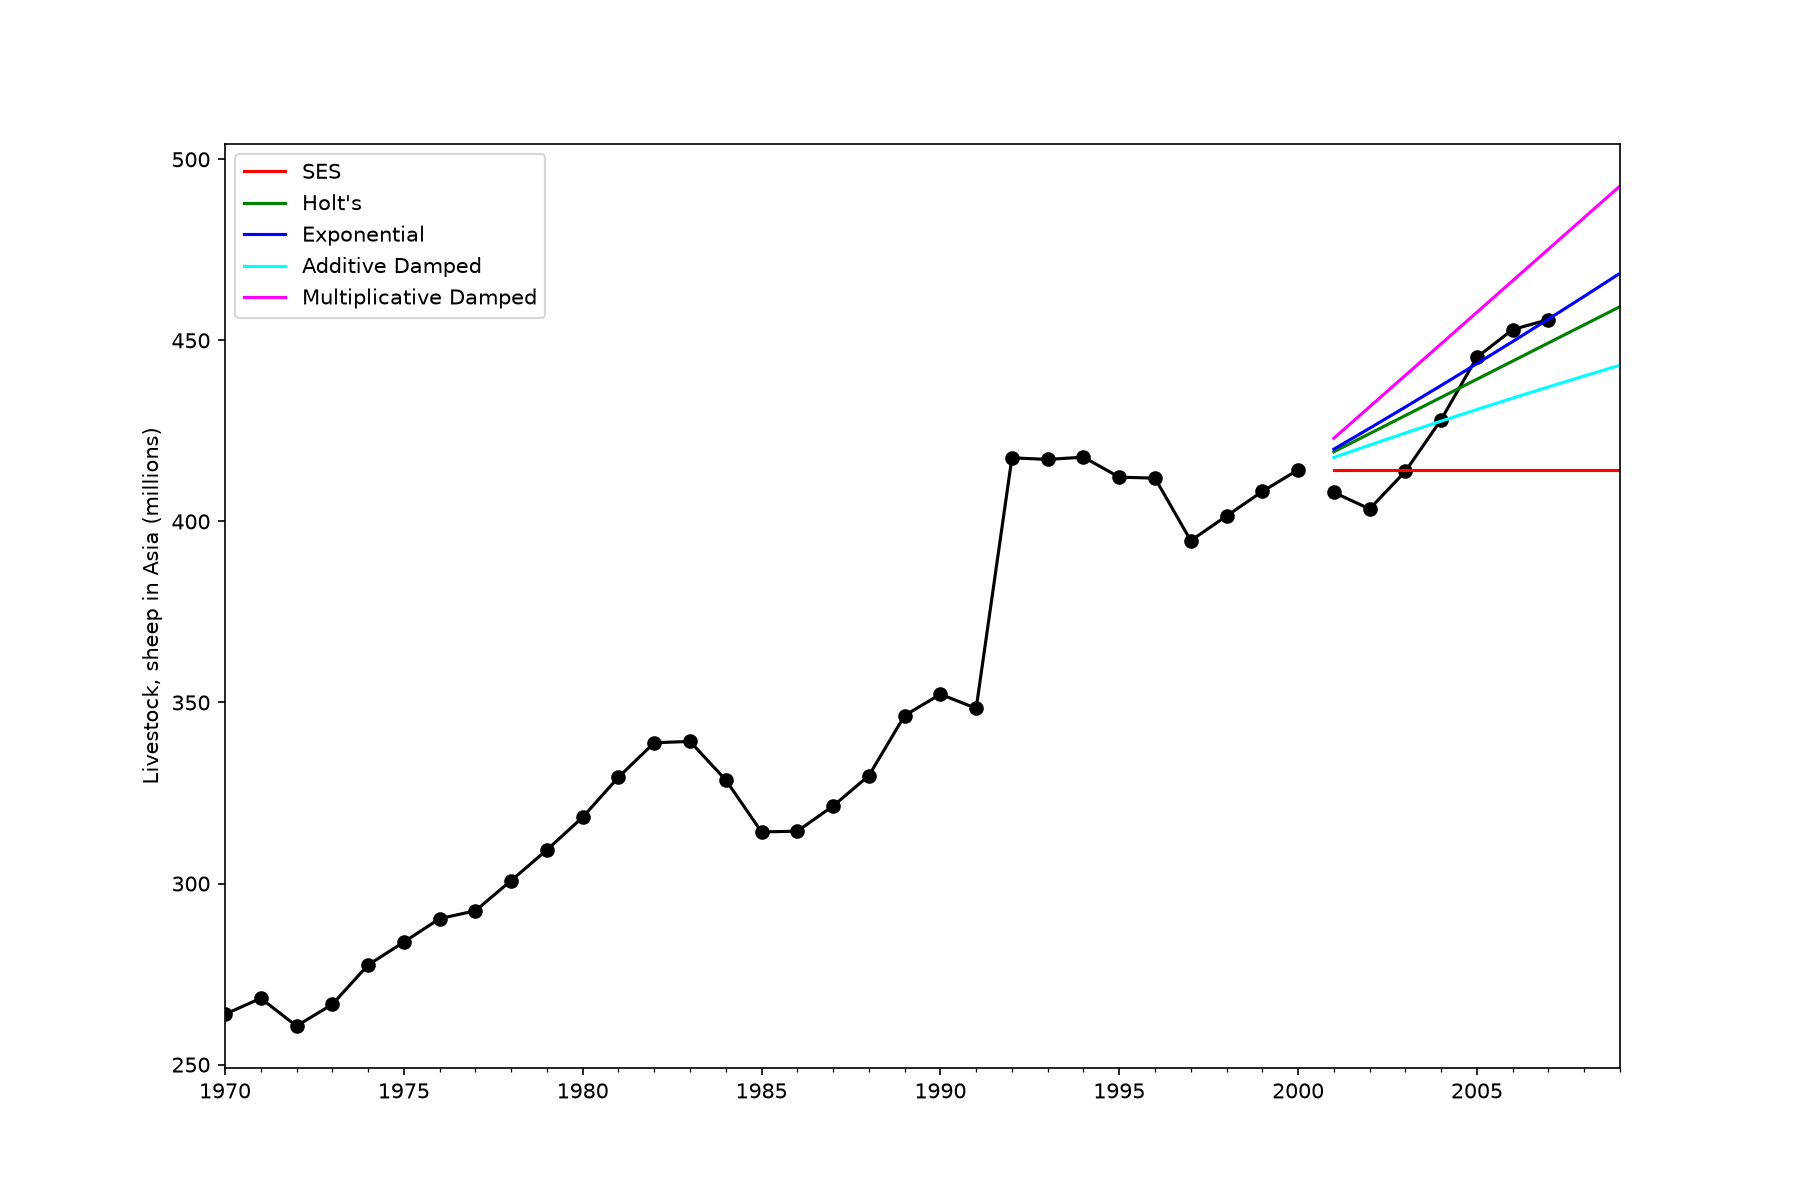 SES
Holt's
Exponential
Additive Damped
Multiplicative Damped
Livestock, sheep in Asia (millions)
500
450
400
350
300
250
1970 1975 1980 1985 1990 1995 2000 2005